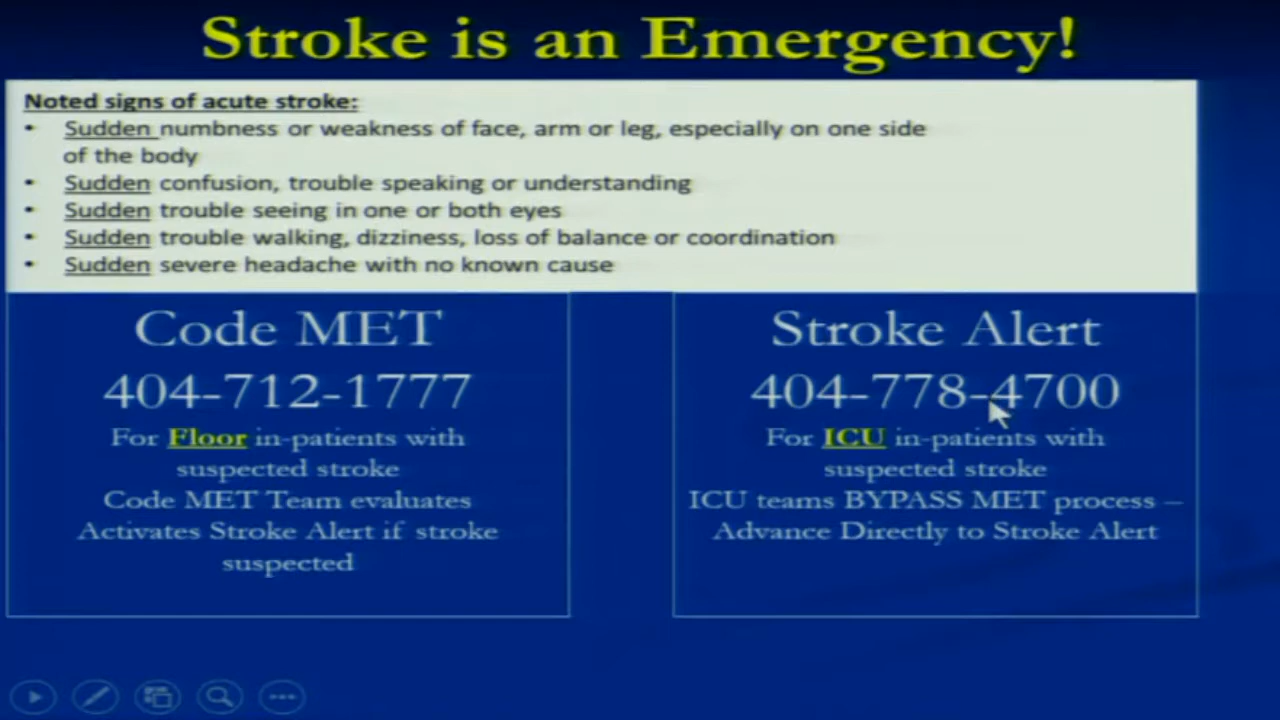 Stroke is an Emergency!
Noted signs of acute stroke:
• Sudden numbness or weakness of face, arm or leg, especially on one side
of the body
• Sudden confusion, trouble speaking or understanding
• Sudden trouble seeing in one or both eyes
• Sudden trouble walking, dizziness, loss of balance or coordination
• Sudden severe headache with no known cause
Code MET
404-712-1777
For Floor in-patients with
suspected stroke
Code MET Team evaluates
Activates Stroke Alert if stroke
suspected
Stroke Alert
404-778-4700
For ICU in-patients with
suspected stroke
ICU teams BYPASS MET process –
Advance Directly to Stroke Alert